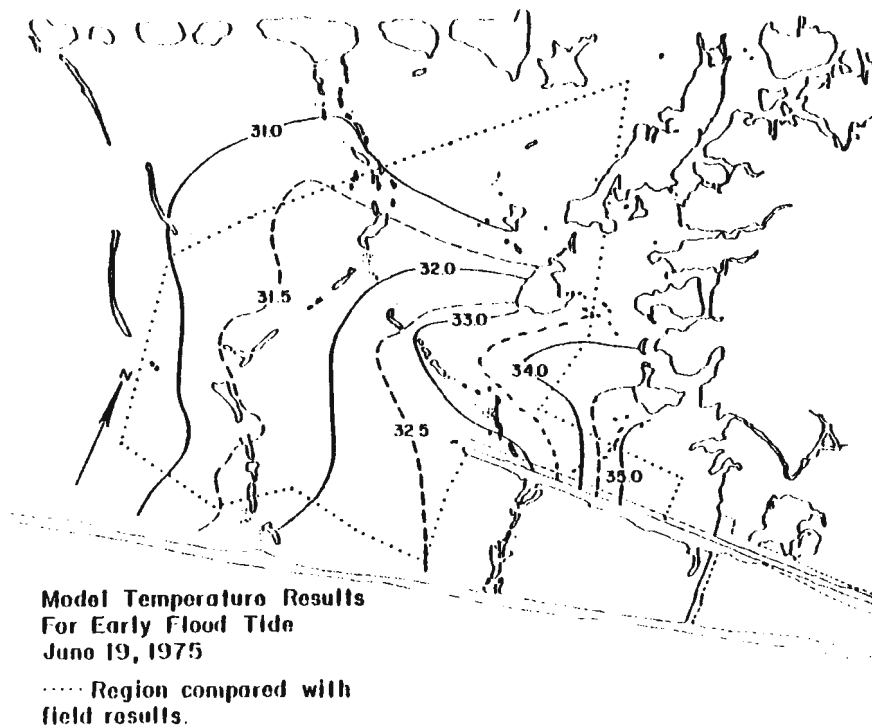 31.0
32.0
31.5
33.0
34.0
32.5
35.0
N
Model Temperature Results
For Early Flood Tide
June 19, 1975
..... Region compared with
field results.